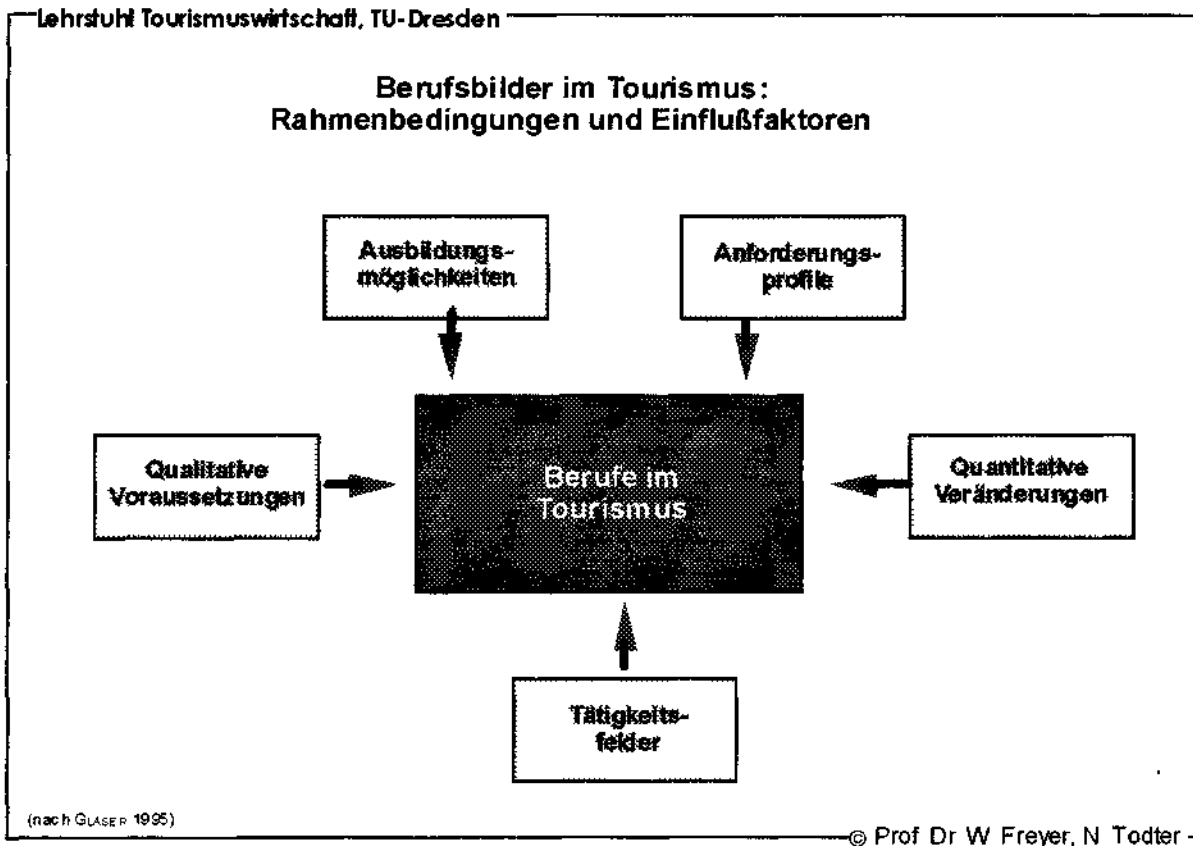 Lehrstuhl Tourismuswirtschaft, TU-Dresden
Berufsbilder im Tourismus:
Rahmenbedingungen und Einflußfaktoren
Ausbildungs-
möglichkeiten
Anforderungs-
profile
Qualitative
Voraussetzungen
Berufe im
Tourismus
Quantitative
Veränderungen
Tätigkeits-
felder
(nach GLASER 1995)
© Prof Dr W Freyer, N Todter